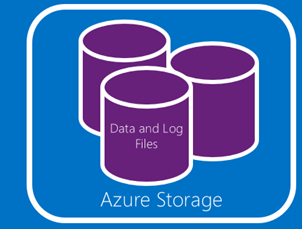 Data and Log
Files
Azure Storage